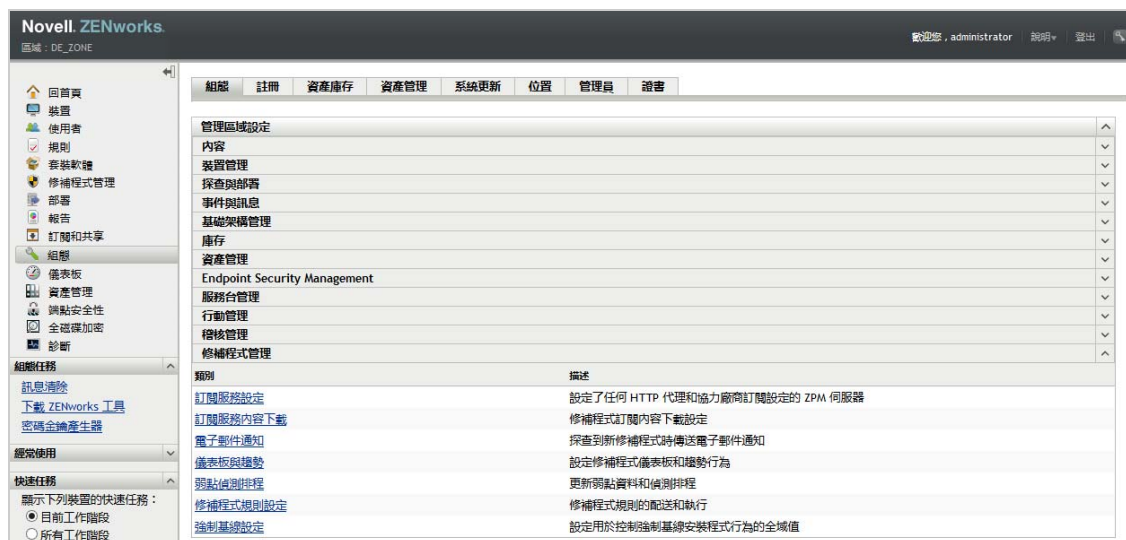 Novell. ZENworks.
區域 : DE_ZONE
歡迎您 , administrator 說明 登出
回首頁
裝置
使用者
規則
套裝軟體
修補程式管理
部署
報告
訂閱和共享
組態
儀表板
資產管理
端點安全性
全磁碟加密
診斷
組態任務
訊息清除
下載 ZENworks 工具
密碼金鑰產生器
經常使用
快速任務
顯示下列裝置的快速任務：
目前工作階段
所有工作階段
組態 註冊 資產庫存 資產管理 系統更新 位置 管理員 證書
管理區域設定
內容
裝置管理
探查與部署
事件與訊息
基礎架構管理
庫存
資產管理
Endpoint Security Management
服務台管理
行動管理
稽核管理
修補程式管理
類別 描述
訂閱服務設定 設定了任何 HTTP 代理和協力廠商訂閱設定的 ZPM 伺服器
訂閱服務內容下載 修補程式訂閱內容下載設定
電子郵件通知 探查到新修補程式時傳送電子郵件通知
儀表板與趨勢 設定修補程式儀表板和趨勢行為
弱點偵測排程 更新弱點資料和偵測排程
修補程式規則設定 修補程式規則的配送和執行
強制基線設定 設定用於控制強制基線安裝程式行為的全域值